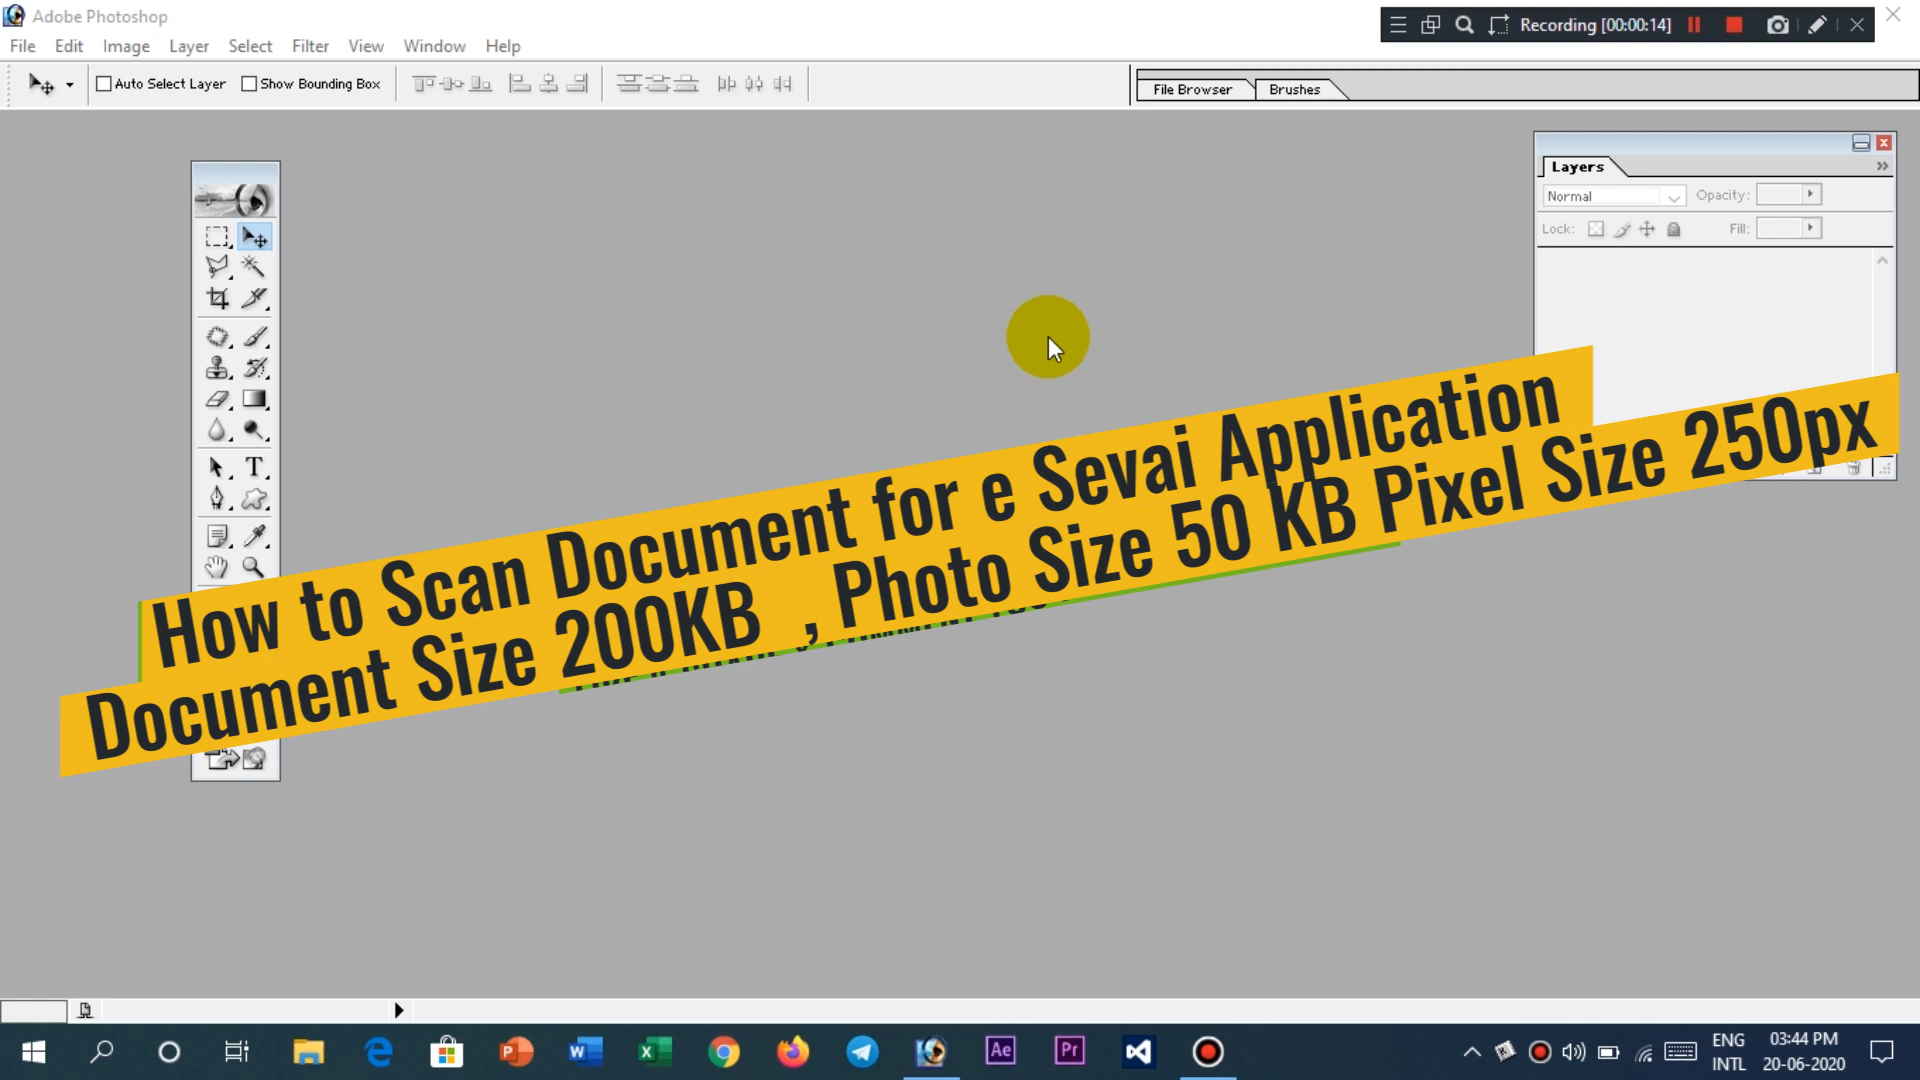 Adobe Photoshop
Recording [00:00:14]
File Edit Image Layer Select Filter View Window Help
Auto Select Layer Show Bounding Box
File Browser Brushes
Layers
Normal Opacity:
Lock: Fill:
T
How to Scan Document for e Sevai Application
Document Size 200KB , Photo Size 50 KB Pixel Size 250px
Ae Pr
ENG 03:44 PM
INTL 20-06-2020